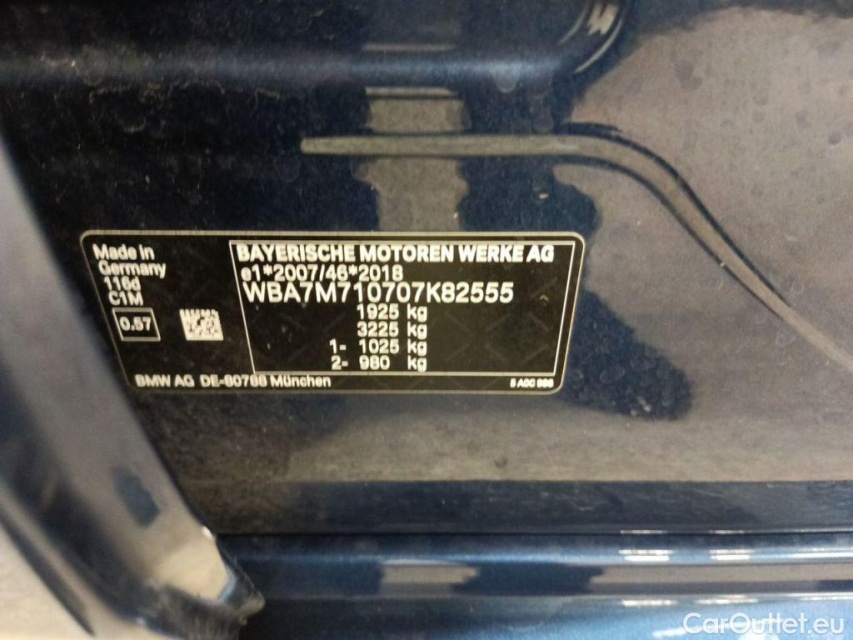 Made in
Germany
116d
C1M
0.57
BAYERISCHE MOTOREN WERKE AG
e1*2007/46*2018
WBA7M710707K82555
1925 kg
3225 kg
1- 1025 kg
2- 980 kg
BMW AG DE-80788 München
CarOutlet.eu